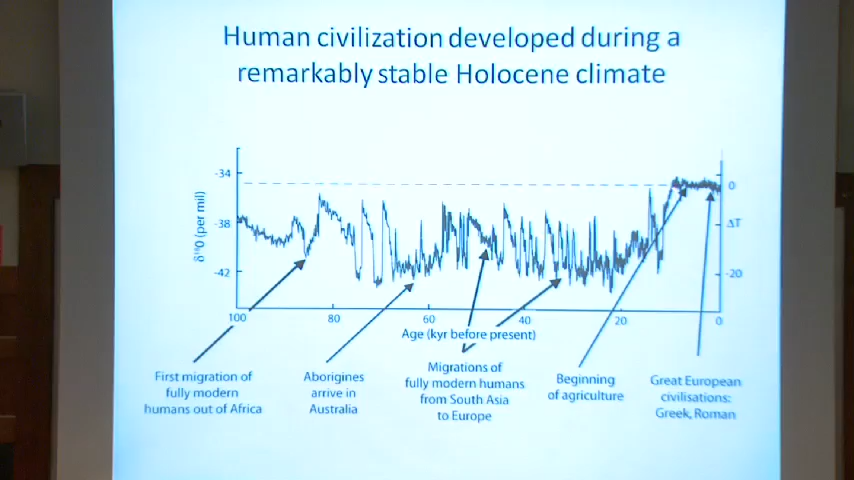 Human civilization developed during a
remarkably stable Holocene climate
-34
-38
-42
δ¹⁸O (per mil)
0
ΔT
-20
100
80
60
40
20
0
Age (kyr before present)
First migration of
fully modern
humans out of Africa
Aborigines
arrive in
Australia
Migrations of
fully modern humans
from South Asia
to Europe
Beginning
of agriculture
Great European
civilisations:
Greek, Roman